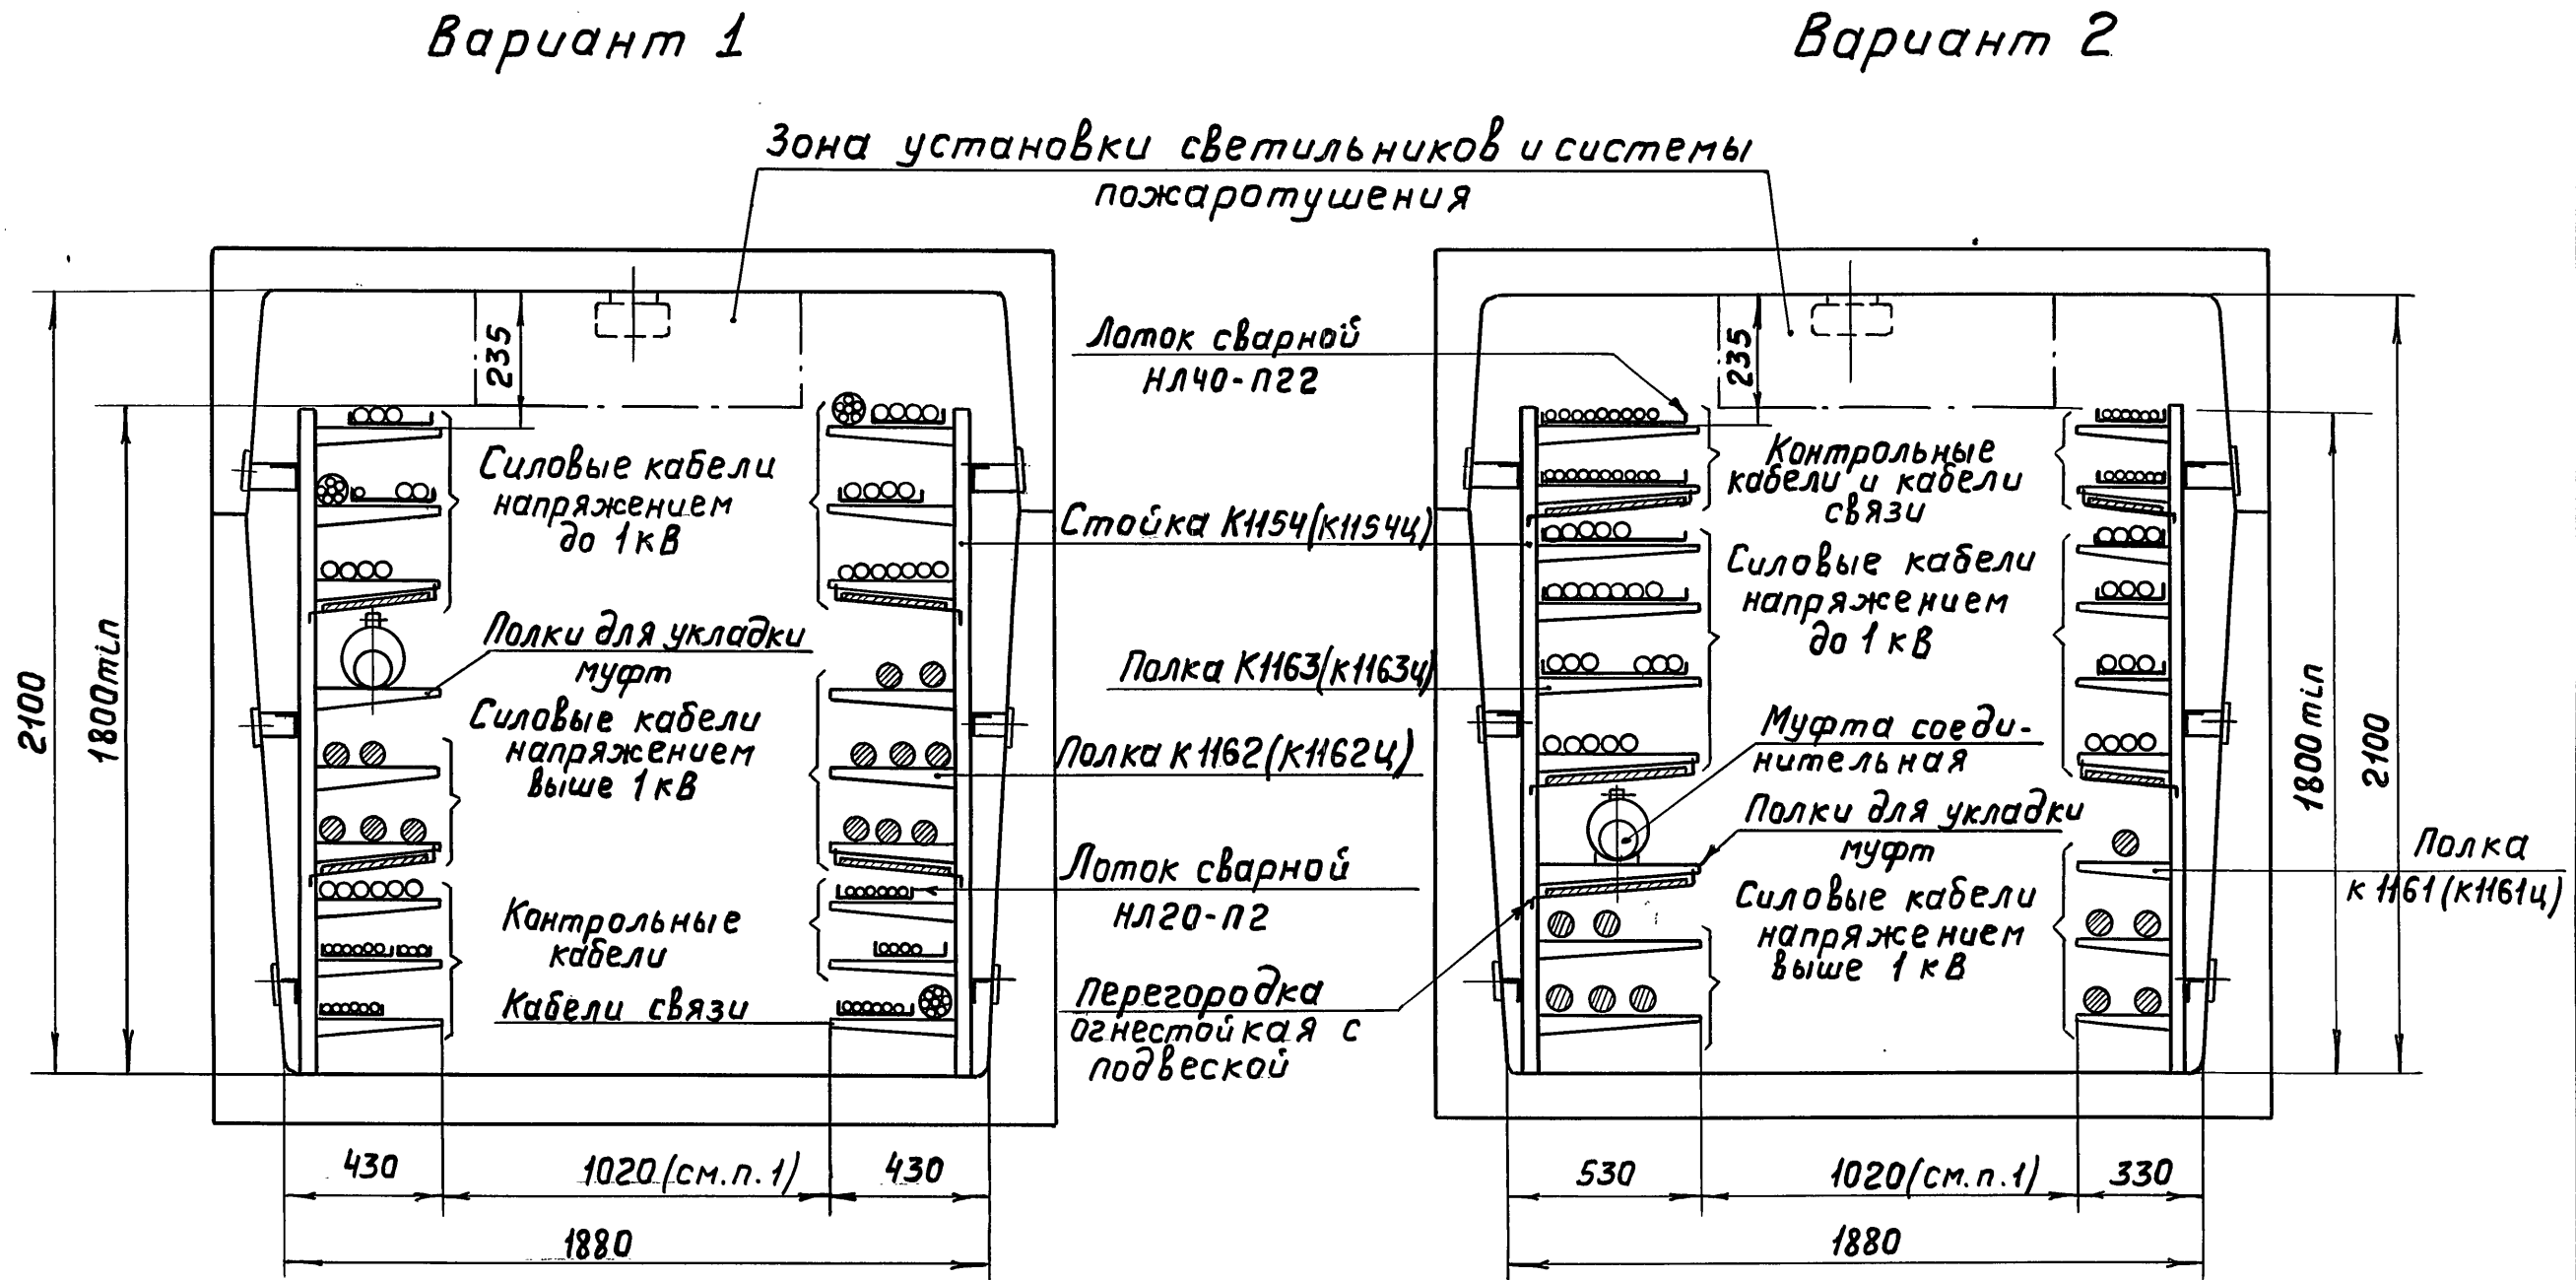 Вариант 1
Вариант 2
Зона установки светильников и системы
пожаротушения
235
2100
1800min
Силовые кабели
напряжением
до 1кВ
Полки для укладки
муфт
Силовые кабели
напряжением
выше 1кВ
Контрольные
кабели
Кабели связи
430
1020(см.п.1)
430
1880
Лоток сварной
НЛ40-П22
Стойка К1154(К1154ц)
Полка К1163(К1163ц)
Полка К1162(К1162ц)
Лоток сварной
НЛ20-П2
Перегородка
огнестойкая с
подвеской
235
Контрольные
кабели и кабели
связи
Силовые кабели
напряжением
до 1кВ
Муфта соеди-
нительная
Полки для укладки
муфт
Силовые кабели
напряжением
выше 1кВ
1800min
2100
Полка
К1161(К1161ц)
530
1020(см.п.1)
330
1880